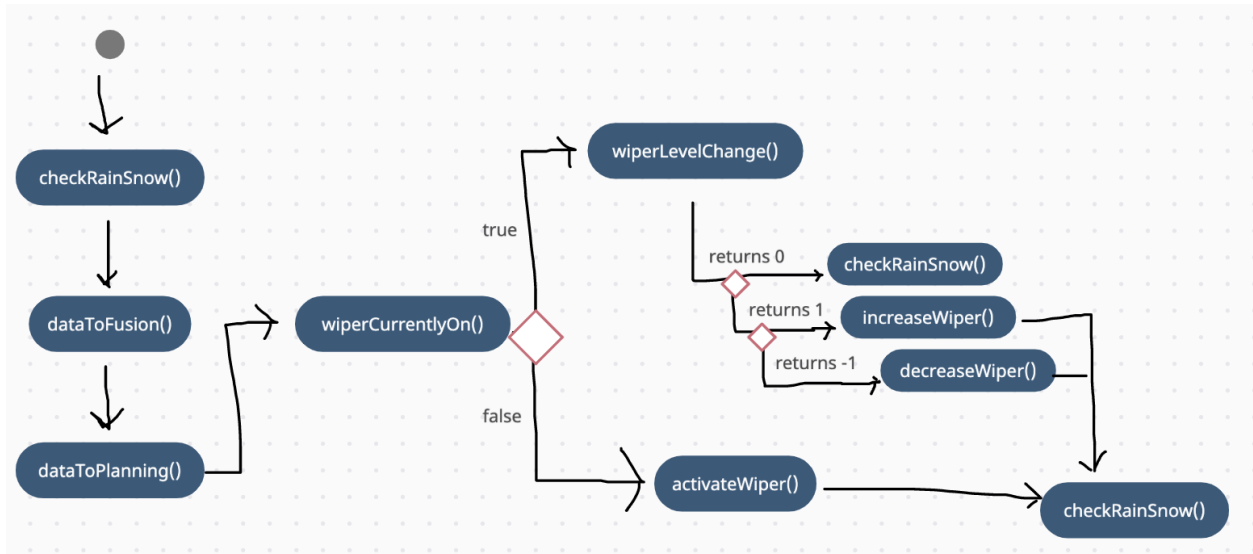 checkRainSnow()
dataToFusion()
dataToPlanning()
wiperCurrentlyOn()
true
false
wiperLevelChange()
returns 0
checkRainSnow()
returns 1
increaseWiper()
returns -1
decreaseWiper()
activateWiper()
checkRainSnow()